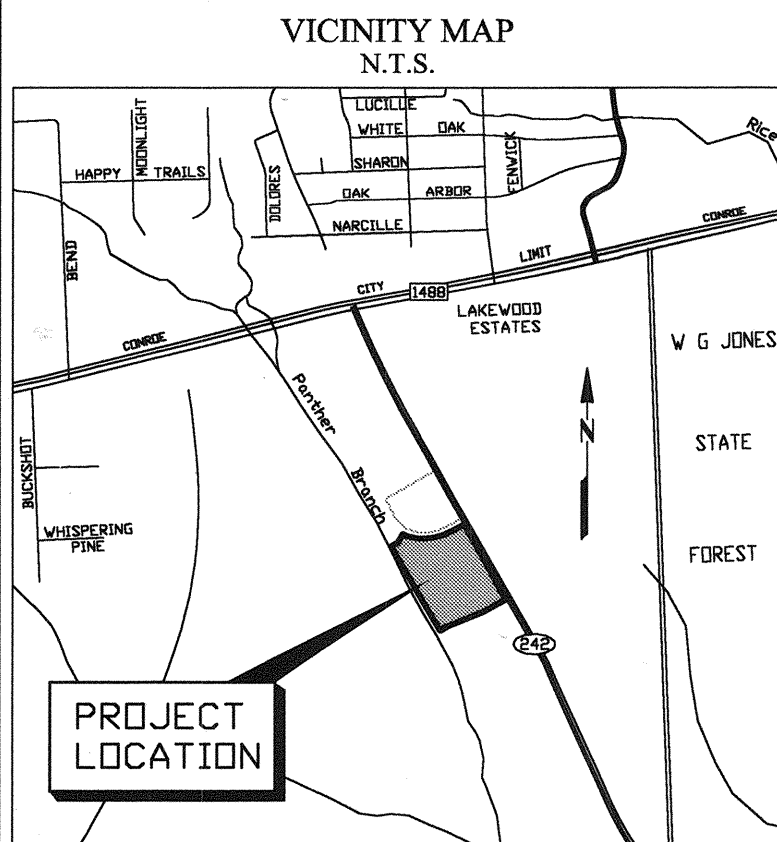 VICINITY MAP
N.T.S.
LUCILLE
MOONLIGHT
WHITE OAK
Rice
FENWICK
SHARON
HAPPY TRAILS
DOLORES
OAK ARBOR
NARCILLE
CONROE
BEND
LIMIT
CITY
1488
LAKEWOOD
ESTATES
CONROE
W G JONES
Panther
N
STATE
BUCKSHOT
Branch
WHISPERING
PINE
FOREST
242
PROJECT
LOCATION